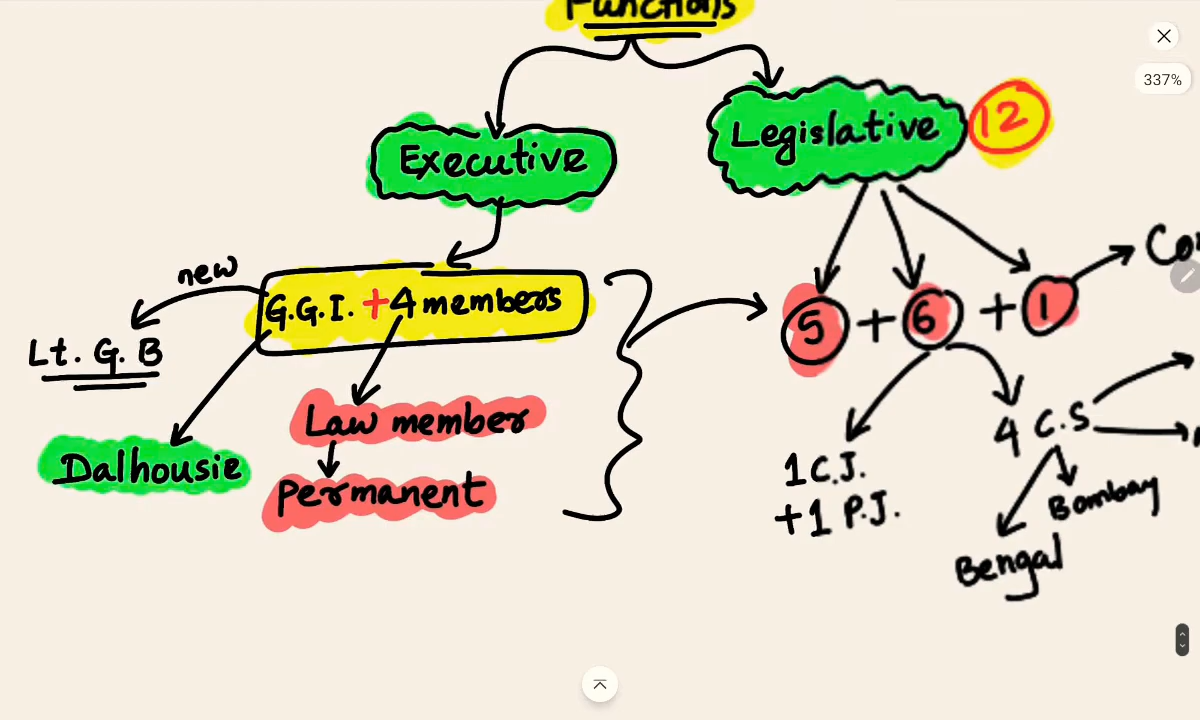 Functions
Executive
Legislative
12
new
G.G.I. + 4 members
Lt. G. B
Dalhousie
Law member
Permanent
5 + 6 + 1
1 C.J.
+1 P.J.
4 C.S
Bombay
Bengal
337%